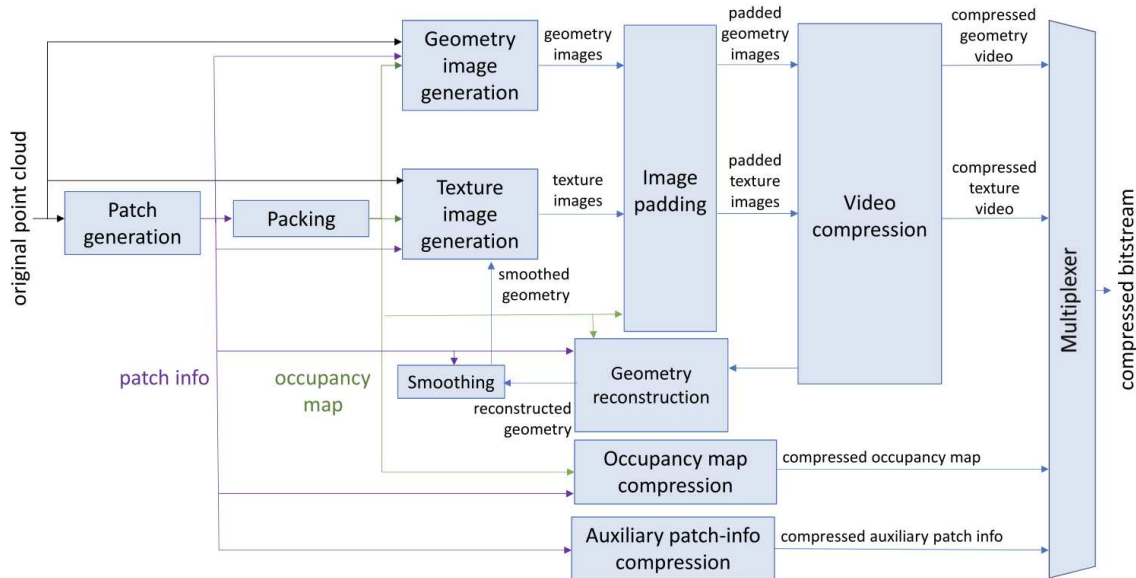 Geometry
image
generation
geometry
images
padded
geometry
images
compressed
geometry
video
Texture
image
generation
texture
images
Image
padding
padded
texture
images
Video
compression
compressed
texture
video
original point cloud
Patch
generation
Packing
smoothed
geometry
Multiplexer
compressed bitstream
patch info
occupancy
map
Smoothing
Geometry
reconstruction
reconstructed
geometry
Occupancy map
compression
compressed occupancy map
Auxiliary patch-info
compression
compressed auxiliary patch info